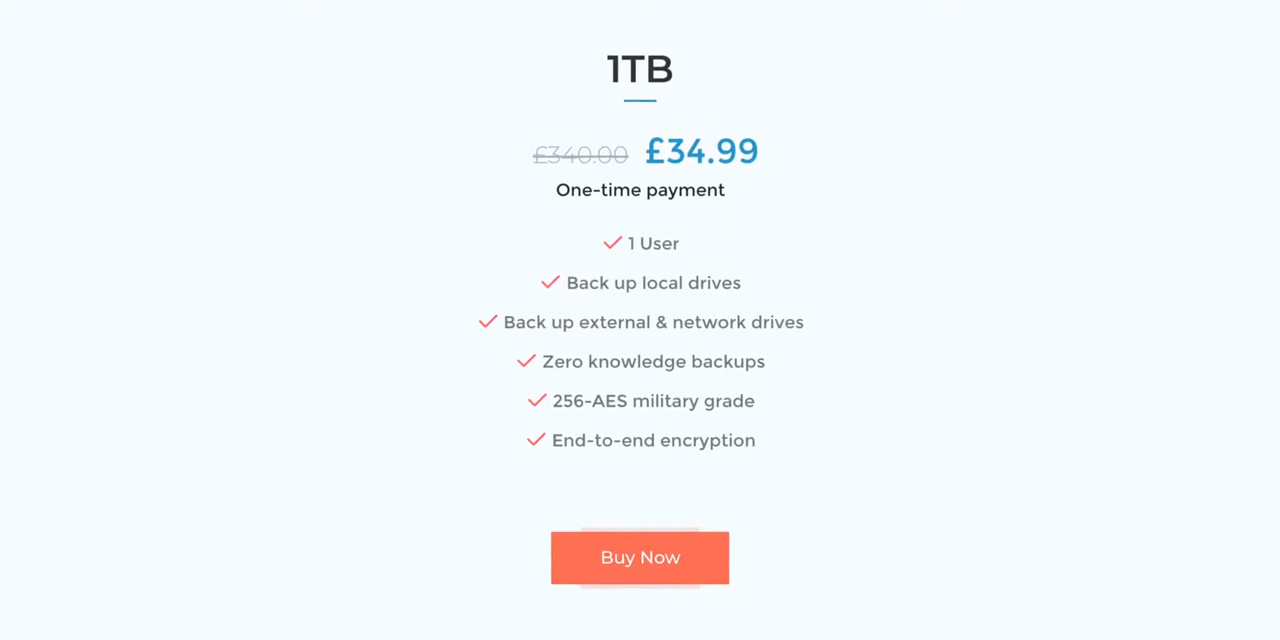 1TB
£340.00 £34.99
One-time payment
1 User
Back up local drives
Back up external & network drives
Zero knowledge backups
256-AES military grade
End-to-end encryption
Buy Now